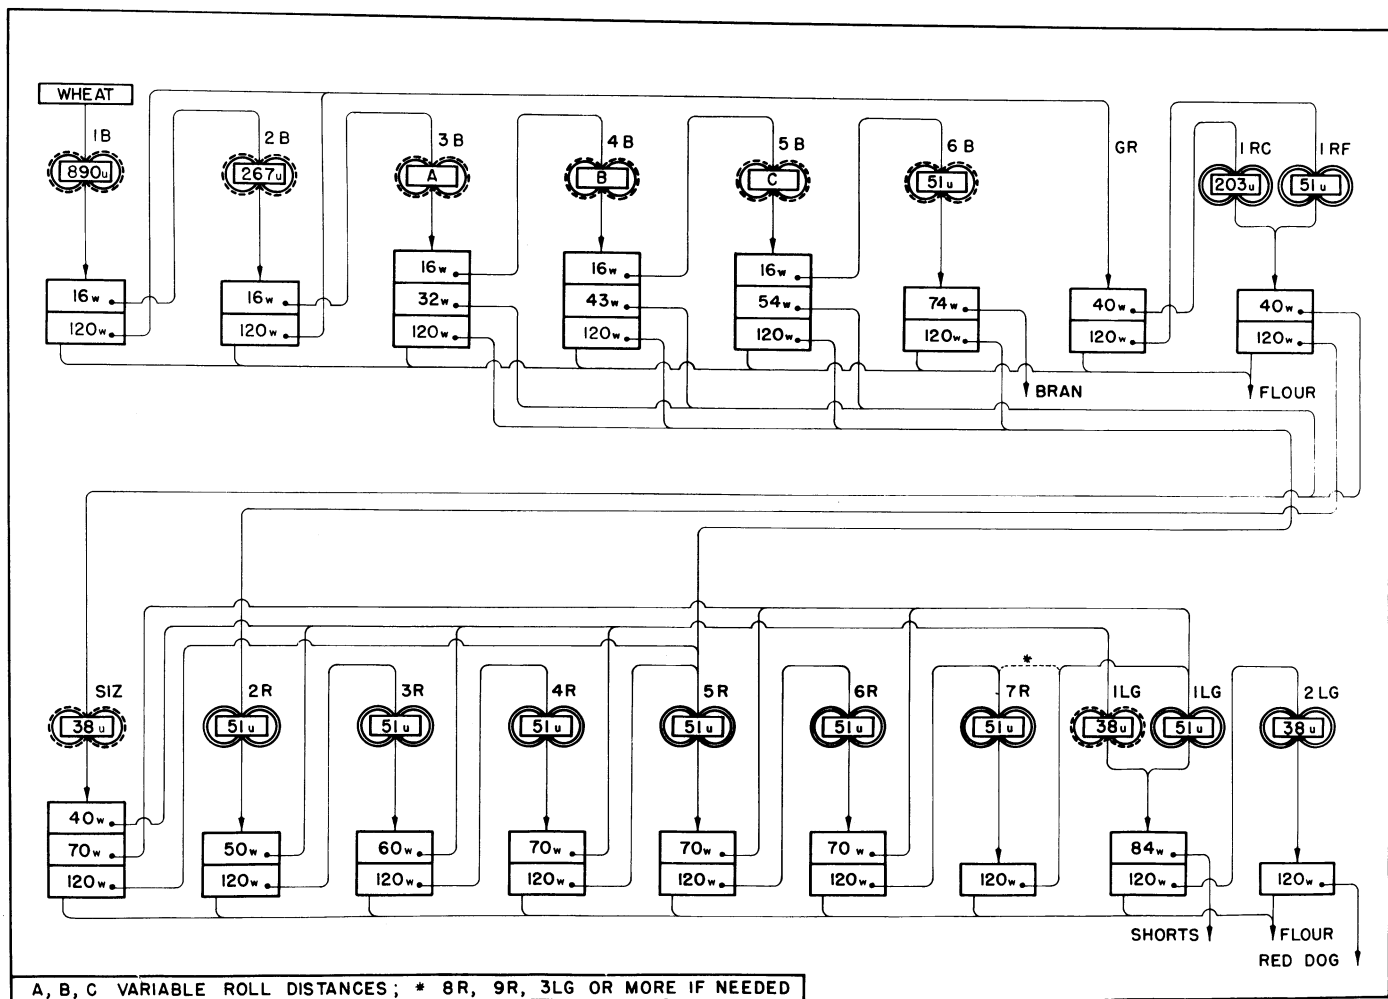 WHEAT
1B 2B 3B 4B 5B 6B GR 1RC 1RF
890u 267u A B C 51u 203u 51u
16w 16w 16w
16w 16w 32w 43w 54w 74w 40w 40w
120w 120w 120w 120w 120w 120w 120w 120w
BRAN FLOUR
*
SIZ 2R 3R 4R 5R 6R 7R 1LG 1LG 2LG
38u 51u 51u 51u 51u 51u 51u 38u 51u 38u
40w
70w 50w 60w 70w 70w 70w 84w
120w 120w 120w 120w 120w 120w 120w 120w 120w
SHORTS FLOUR
RED DOG
A, B, C VARIABLE ROLL DISTANCES; * 8R, 9R, 3LG OR MORE IF NEEDED